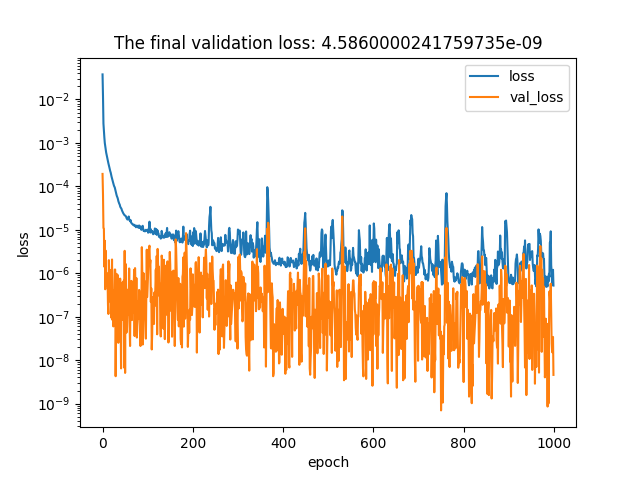 The final validation loss: 4.5860000241759735e-09
loss
val_loss
10⁻²
10⁻³
10⁻⁴
10⁻⁵
10⁻⁶
10⁻⁷
10⁻⁸
10⁻⁹
loss
0 200 400 600 800 1000
epoch